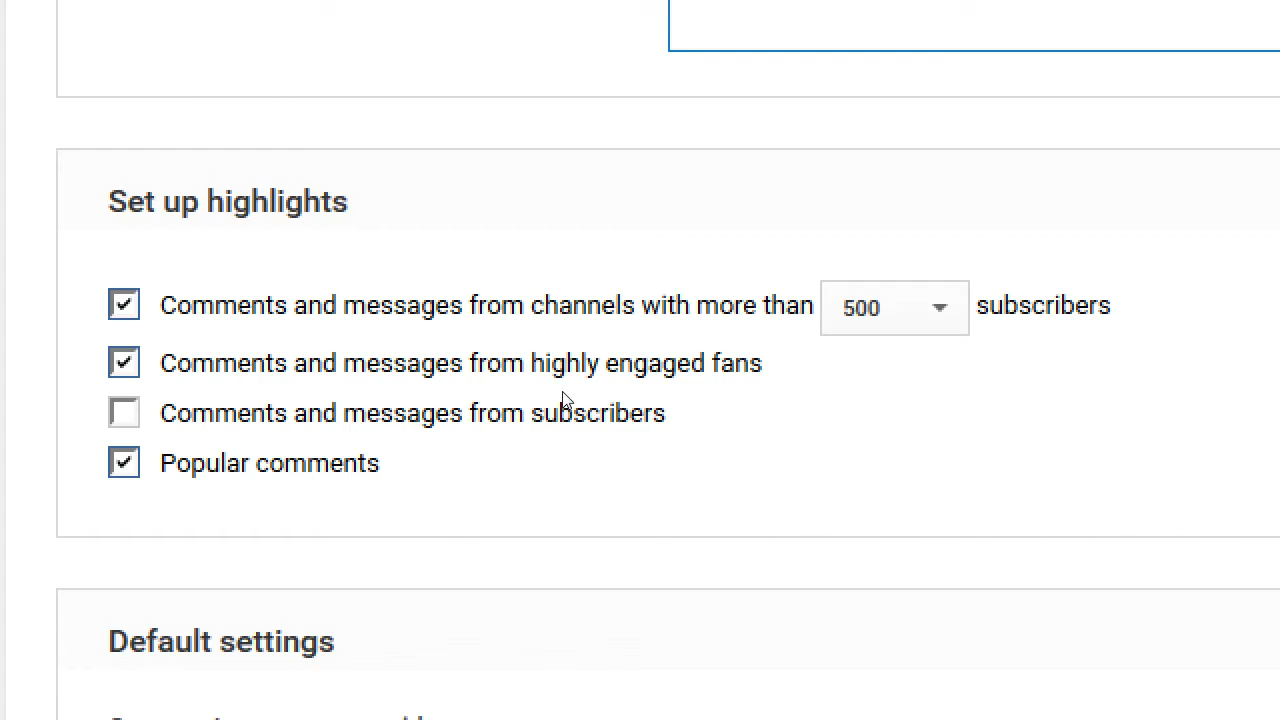 Set up highlights
Comments and messages from channels with more than 500 subscribers
Comments and messages from highly engaged fans
Comments and messages from subscribers
Popular comments
Default settings